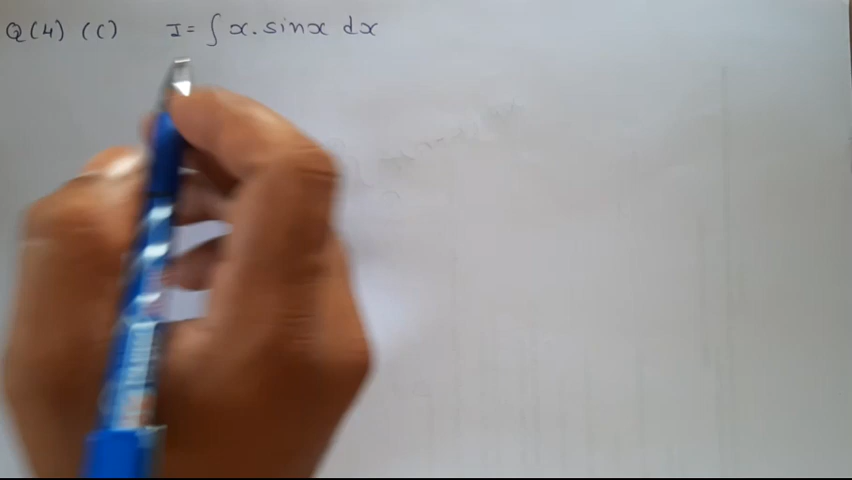 Q(4) (C) I = ∫ x. sinx dx